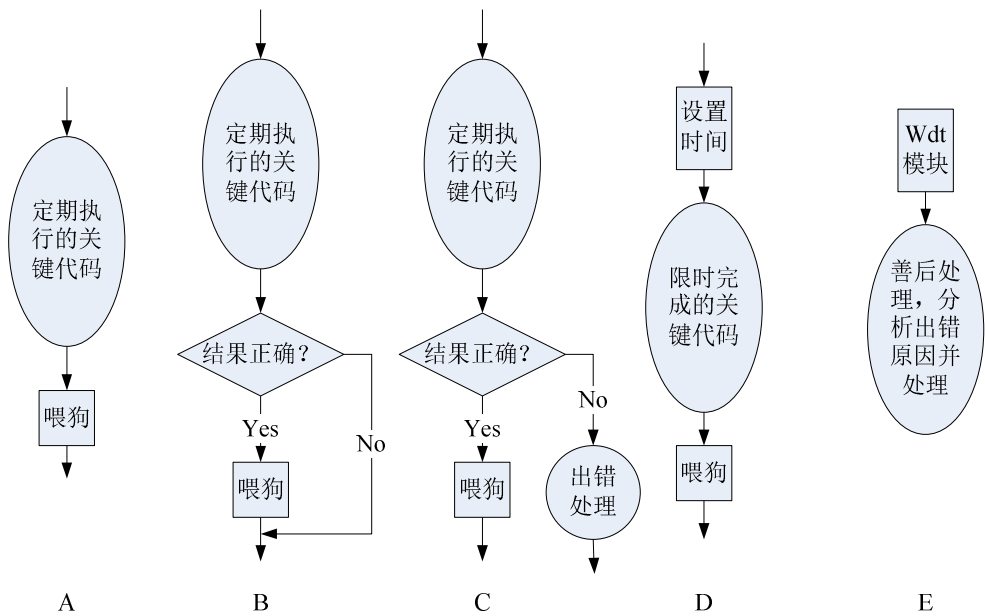 定期执
行的关
键代码
喂狗
A
定期执
行的关
键代码
结果正确？
Yes
No
喂狗
B
定期执
行的关
键代码
结果正确？
Yes
No
喂狗
出错
处理
C
设置
时间
限时完
成的关
键代码
喂狗
D
Wdt
模块
善后处
理，分
析出错
原因并
处理
E